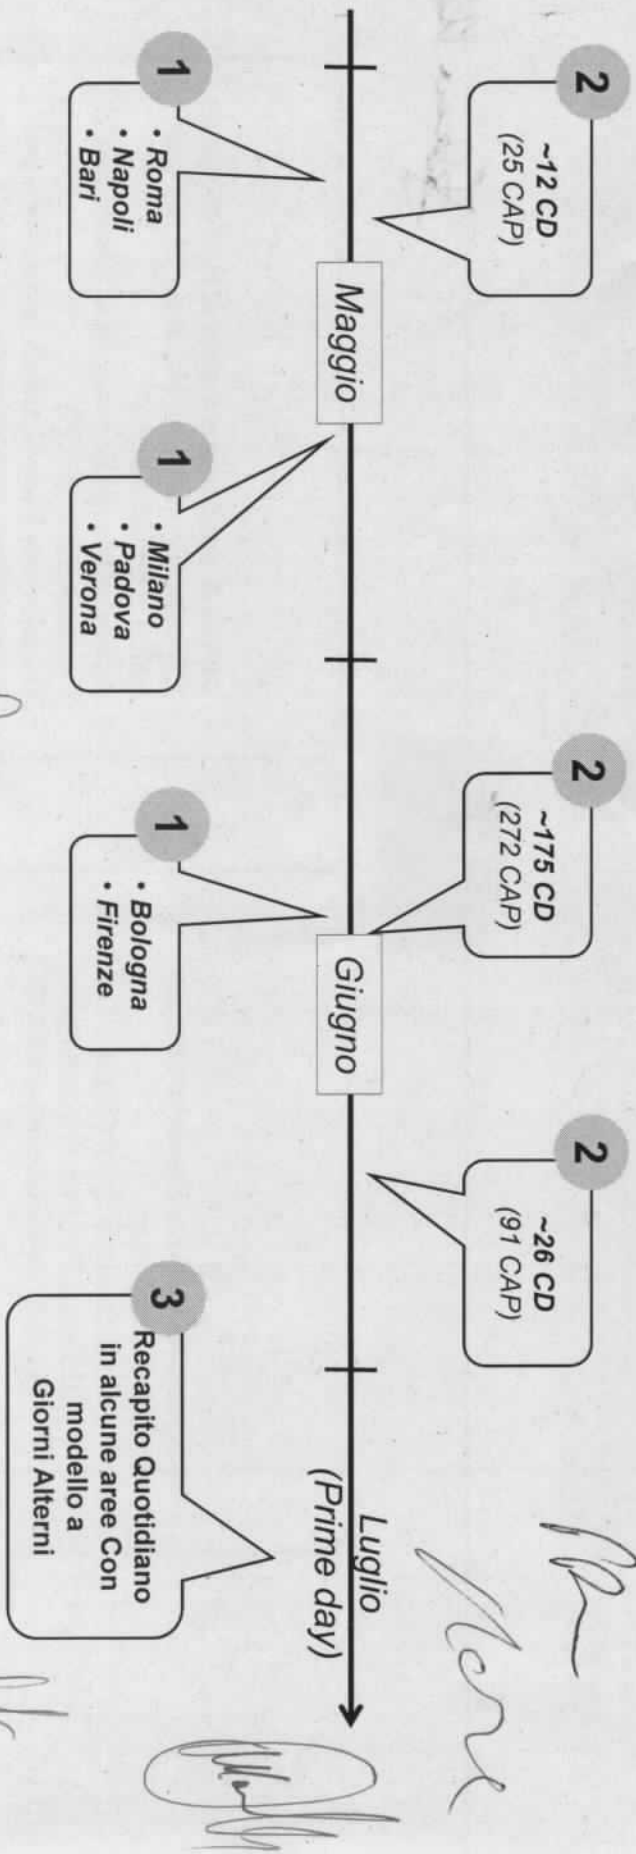 2
~12 CD
(25 CAP)
2
~175 CD
(272 CAP)
2
~26 CD
(91 CAP)
Maggio
Giugno
Luglio
(Prime day)
1
• Roma
• Napoli
• Bari
1
• Milano
• Padova
• Verona
1
• Bologna
• Firenze
3
Recapito Quotidiano
in alcune aree Con
modello a
Giorni Alterni